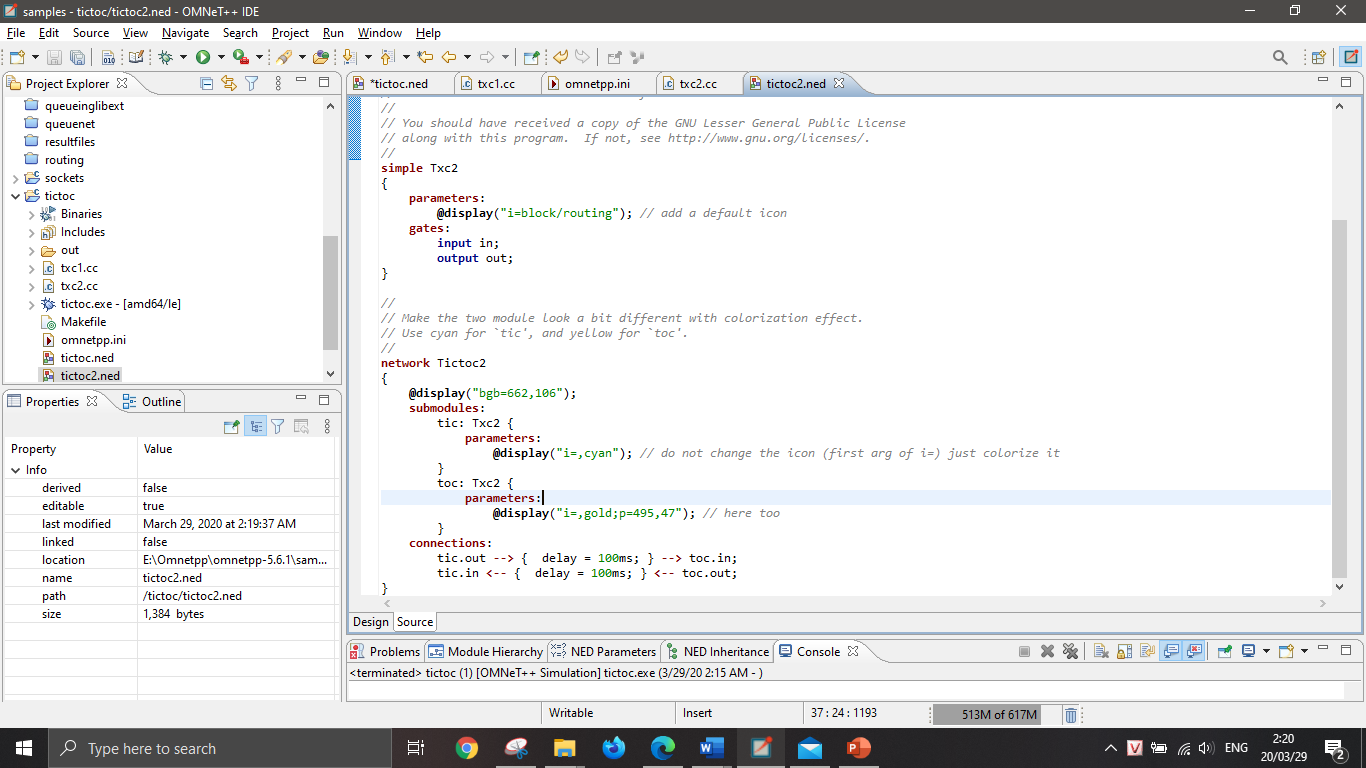 samples - tictoc/tictoc2.ned - OMNeT++ IDE
File Edit Source View Navigate Search Project Run Window Help
Project Explorer
*tictoc.ned txc1.cc omnetpp.ini txc2.cc tictoc2.ned
queueinglibext
queuenet
resultfiles
routing
sockets
tictoc
Binaries
Includes
out
txc1.cc
txc2.cc
tictoc.exe - [amd64/le]
Makefile
omnetpp.ini
tictoc.ned
tictoc2.ned
//
// You should have received a copy of the GNU Lesser General Public License
// along with this program.  If not, see http://www.gnu.org/licenses/.
//
simple Txc2
{
    parameters:
        @display("i=block/routing"); // add a default icon
    gates:
        input in;
        output out;
}
//
// Make the two module look a bit different with colorization effect.
// Use cyan for `tic', and yellow for `toc'.
//
network Tictoc2
{
    @display("bgb=662,106");
    submodules:
        tic: Txc2 {
            parameters:
                @display("i=,cyan"); // do not change the icon (first arg of i=) just colorize it
        }
        toc: Txc2 {
            parameters:
                @display("i=,gold;p=495,47"); // here too
        }
    connections:
        tic.out --> {  delay = 100ms; } --> toc.in;
        tic.in <-- {  delay = 100ms; } <-- toc.out;
}
Design Source
Properties Outline
Property Value
Info
derived false
editable true
last modified March 29, 2020 at 2:19:37 AM
linked false
location E:\Omnetpp\omnetpp-5.6.1\sam...
name tictoc2.ned
path /tictoc/tictoc2.ned
size 1,384 bytes
Problems Module Hierarchy NED Parameters NED Inheritance Console
<terminated> tictoc (1) [OMNeT++ Simulation] tictoc.exe (3/29/20 2:15 AM - )
Writable Insert 37 : 24 : 1193 513M of 617M
Type here to search
ENG
2:20
20/03/29
2